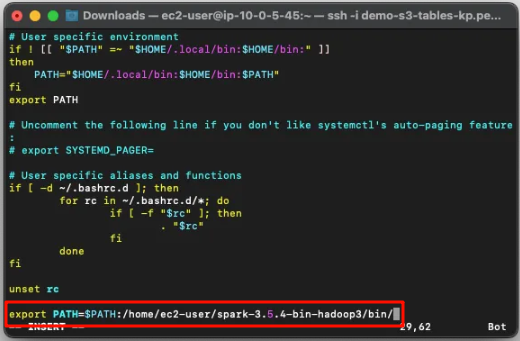 Downloads — ec2-user@ip-10-0-5-45:~ — ssh -i demo-s3-tables-kp.pe...
# User specific environment
if ! [[ "$PATH" =~ "$HOME/.local/bin:$HOME/bin:" ]]
then
    PATH="$HOME/.local/bin:$HOME/bin:$PATH"
fi
export PATH
# Uncomment the following line if you don't like systemctl's auto-paging feature
:
# export SYSTEMD_PAGER=
# User specific aliases and functions
if [ -d ~/.bashrc.d ]; then
        for rc in ~/.bashrc.d/*; do
                if [ -f "$rc" ]; then
                        . "$rc"
                fi
        done
fi
unset rc
export PATH=$PATH:/home/ec2-user/spark-3.5.4-bin-hadoop3/bin/
-- INSERT -- 29,62 Bot